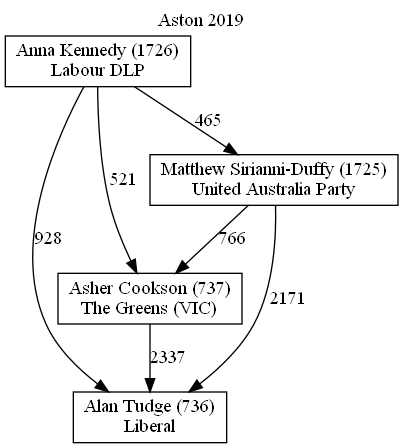 Aston 2019
Anna Kennedy (1726)
Labour DLP
465
Matthew Sirianni-Duffy (1725)
United Australia Party
521
928
766
Asher Cookson (737)
The Greens (VIC)
2171
2337
Alan Tudge (736)
Liberal